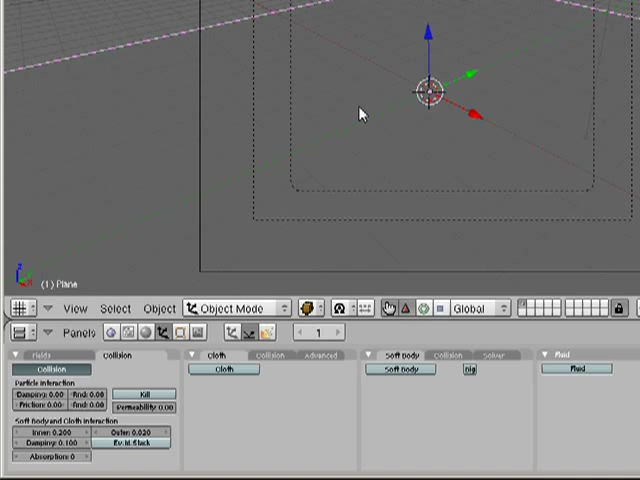 z
x
(1) Plane
View Select Object Object Mode Global
Panels 1
Fields Collision Cloth Collision Advanced Soft Body Collision Solver Fluid
Collision Cloth Soft Body Fluid
Particle Interaction
Damping: 0.00 Rnd: 0.00 Kill
Friction: 0.00 Rnd: 0.00 Permeability: 0.00
Soft Body and Cloth Interaction
Inner: 0.200 Outer: 0.020
Damping: 0.100 Ev.M.Stack
Absorption: 0